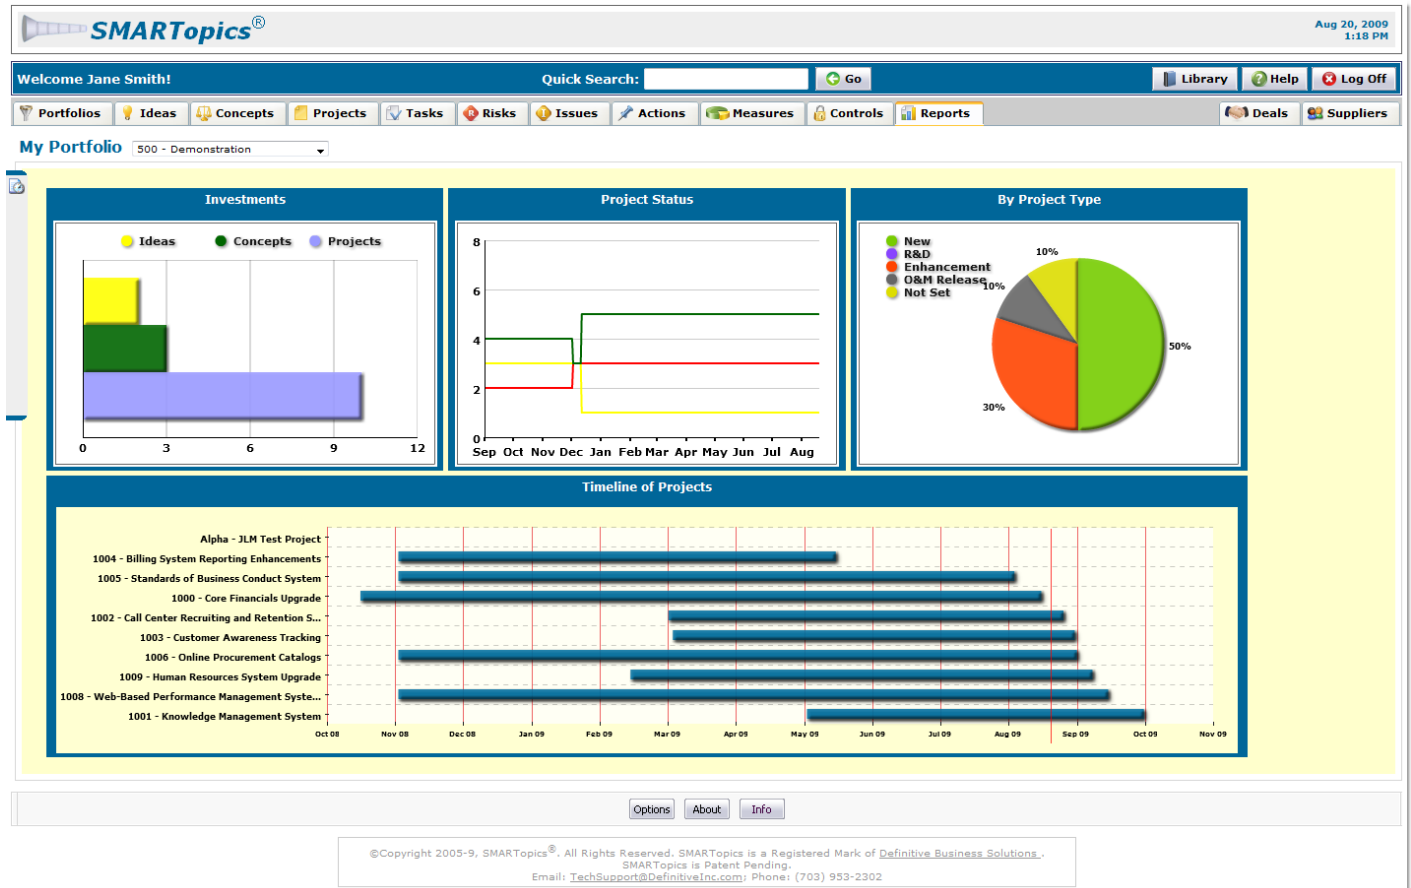 SMARTopics®
Aug 20, 2009
1:18 PM
Welcome Jane Smith!
Quick Search:
Go
Library
Help
Log Off
Portfolios
Ideas
Concepts
Projects
Tasks
Risks
Issues
Actions
Measures
Controls
Reports
Deals
Suppliers
My Portfolio
500 - Demonstration
Investments
Ideas
Concepts
Projects
0 3 6 9 12
Project Status
8
6
4
2
0
Sep Oct Nov Dec Jan Feb Mar Apr May Jun Jul Aug
By Project Type
New
R&D
Enhancement
O&M Release
Not Set
10%
10%
50%
30%
Timeline of Projects
Alpha - JLM Test Project
1004 - Billing System Reporting Enhancements
1005 - Standards of Business Conduct System
1000 - Core Financials Upgrade
1002 - Call Center Recruiting and Retention S...
1003 - Customer Awareness Tracking
1006 - Online Procurement Catalogs
1009 - Human Resources System Upgrade
1008 - Web-Based Performance Management Syste...
1001 - Knowledge Management System
Oct 08 Nov 08 Dec 08 Jan 09 Feb 09 Mar 09 Apr 09 May 09 Jun 09 Jul 09 Aug 09 Sep 09 Oct 09 Nov 09
Options
About
Info
©Copyright 2005-9, SMARTopics®. All Rights Reserved. SMARTopics is a Registered Mark of Definitive Business Solutions .
SMARTopics is Patent Pending.
Email: TechSupport@DefinitiveInc.com; Phone: (703) 953-2302